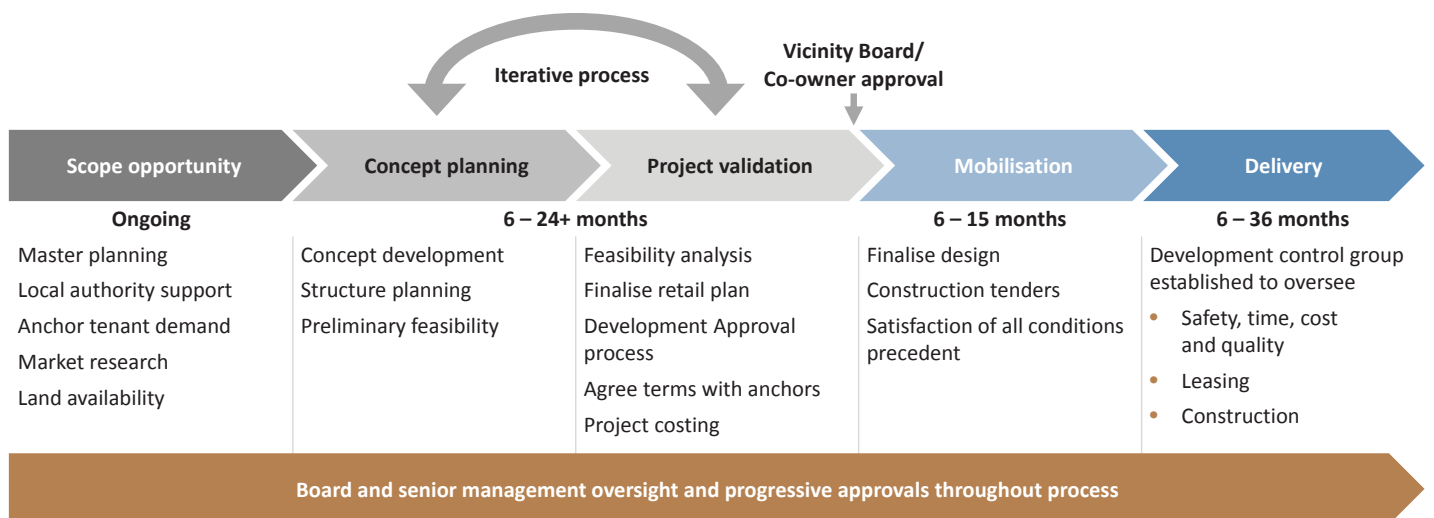 Iterative process
Vicinity Board/
Co-owner approval
Scope opportunity
Concept planning
Project validation
Mobilisation
Delivery
Ongoing
6 – 24+ months
6 – 15 months
6 – 36 months
Master planning
Local authority support
Anchor tenant demand
Market research
Land availability
Concept development
Structure planning
Preliminary feasibility
Feasibility analysis
Finalise retail plan
Development Approval
process
Agree terms with anchors
Project costing
Finalise design
Construction tenders
Satisfaction of all conditions
precedent
Development control group
established to oversee
• Safety, time, cost
and quality
• Leasing
• Construction
Board and senior management oversight and progressive approvals throughout process